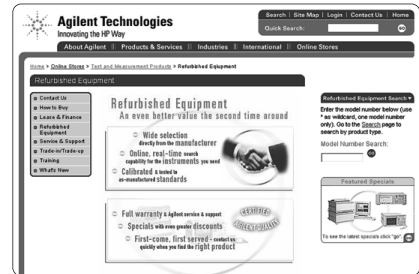 Agilent Technologies
Innovating the HP Way
Search | Site Map | Login | Contact Us | Home
Quick Search:
GO
About Agilent || Products & Services || Industries || International || Online Stores
Home > Online Stores > Test and Measurement Products > Refurbished Equipment
Refurbished Equipment
Contact Us
How to Buy
Lease & Finance
Refurbished
Equipment
Service & Support
Trade-in/Trade-up
Training
What's New
Refurbished Equipment
An even better value the second time around
Wide selection
directly from the manufacturer
Online, real-time search
capability for the instruments you need
Calibrated & tested to
as-manufactured standards
Full warranty & Agilent service & support
Specials with even greater discounts
First-come, first served - contact us
quickly when you find the right product
CERTIFIED
AGILENT QUALITY
Refurbished Equipment Search
Enter the model number below (use
* as wildcard, one model number
only). Go to the Search page to
search by product type.
Model Number Search:
GO
Featured Specials
To see the latest specials click "go".